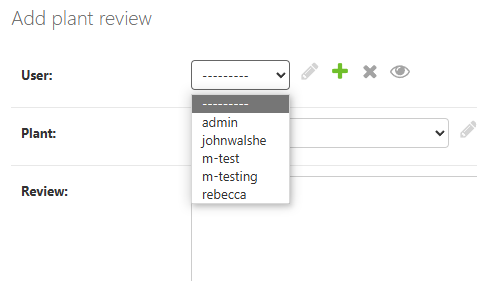 Add plant review
User:
---------
---------
admin
johnwalshe
m-test
m-testing
rebecca
Plant:
Review: